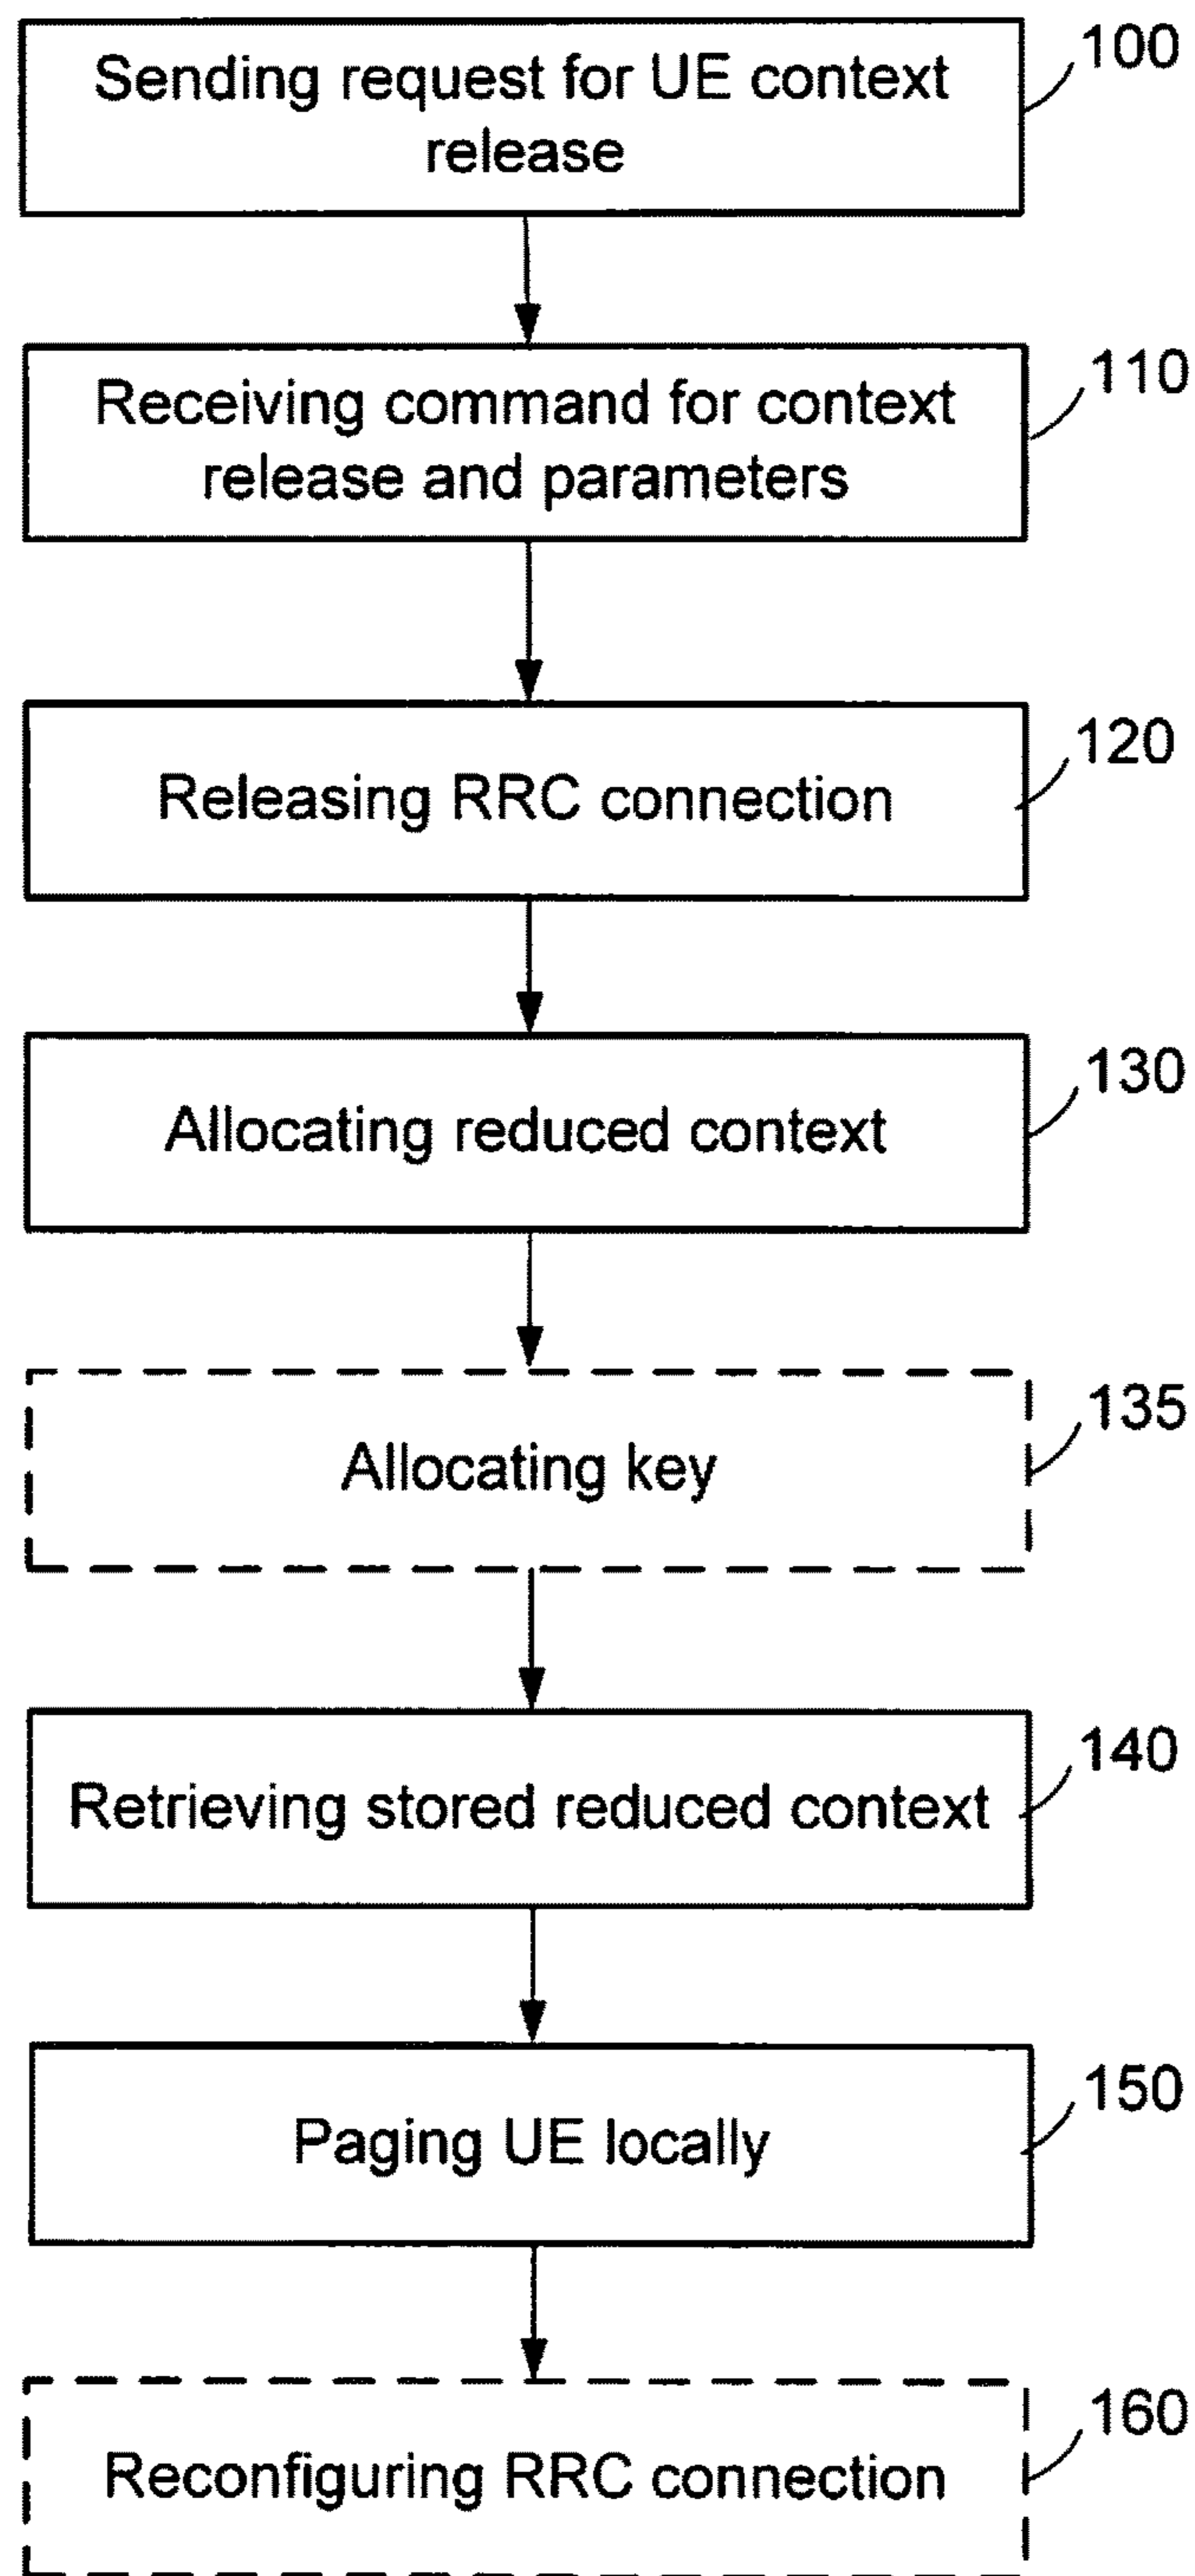 Sending request for UE context
release
100
Receiving command for context
release and parameters
110
Releasing RRC connection
120
Allocating reduced context
130
Allocating key
135
Retrieving stored reduced context
140
Paging UE locally
150
Reconfiguring RRC connection
160